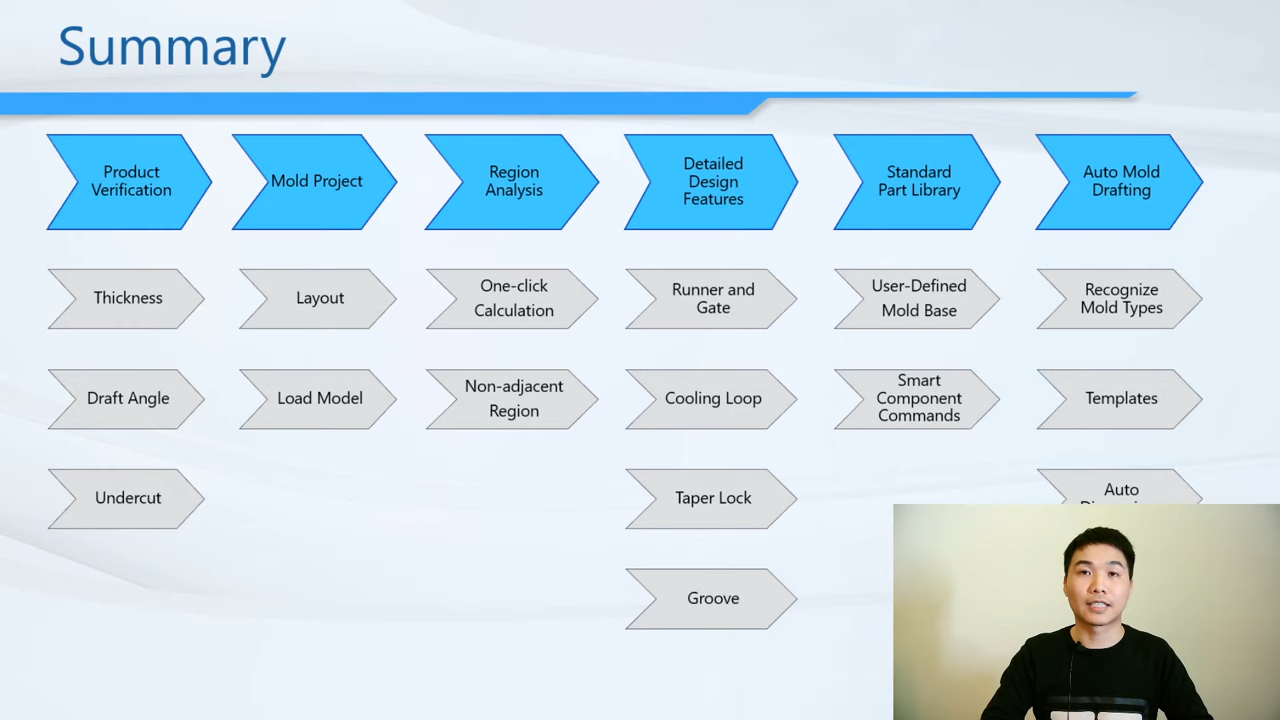 Summary
Product
Verification
Mold Project
Region
Analysis
Detailed
Design
Features
Standard
Part Library
Auto Mold
Drafting
Thickness
Layout
One-click
Calculation
Runner and
Gate
User-Defined
Mold Base
Recognize
Mold Types
Draft Angle
Load Model
Non-adjacent
Region
Cooling Loop
Smart
Component
Commands
Templates
Undercut
Taper Lock
Auto
Groove